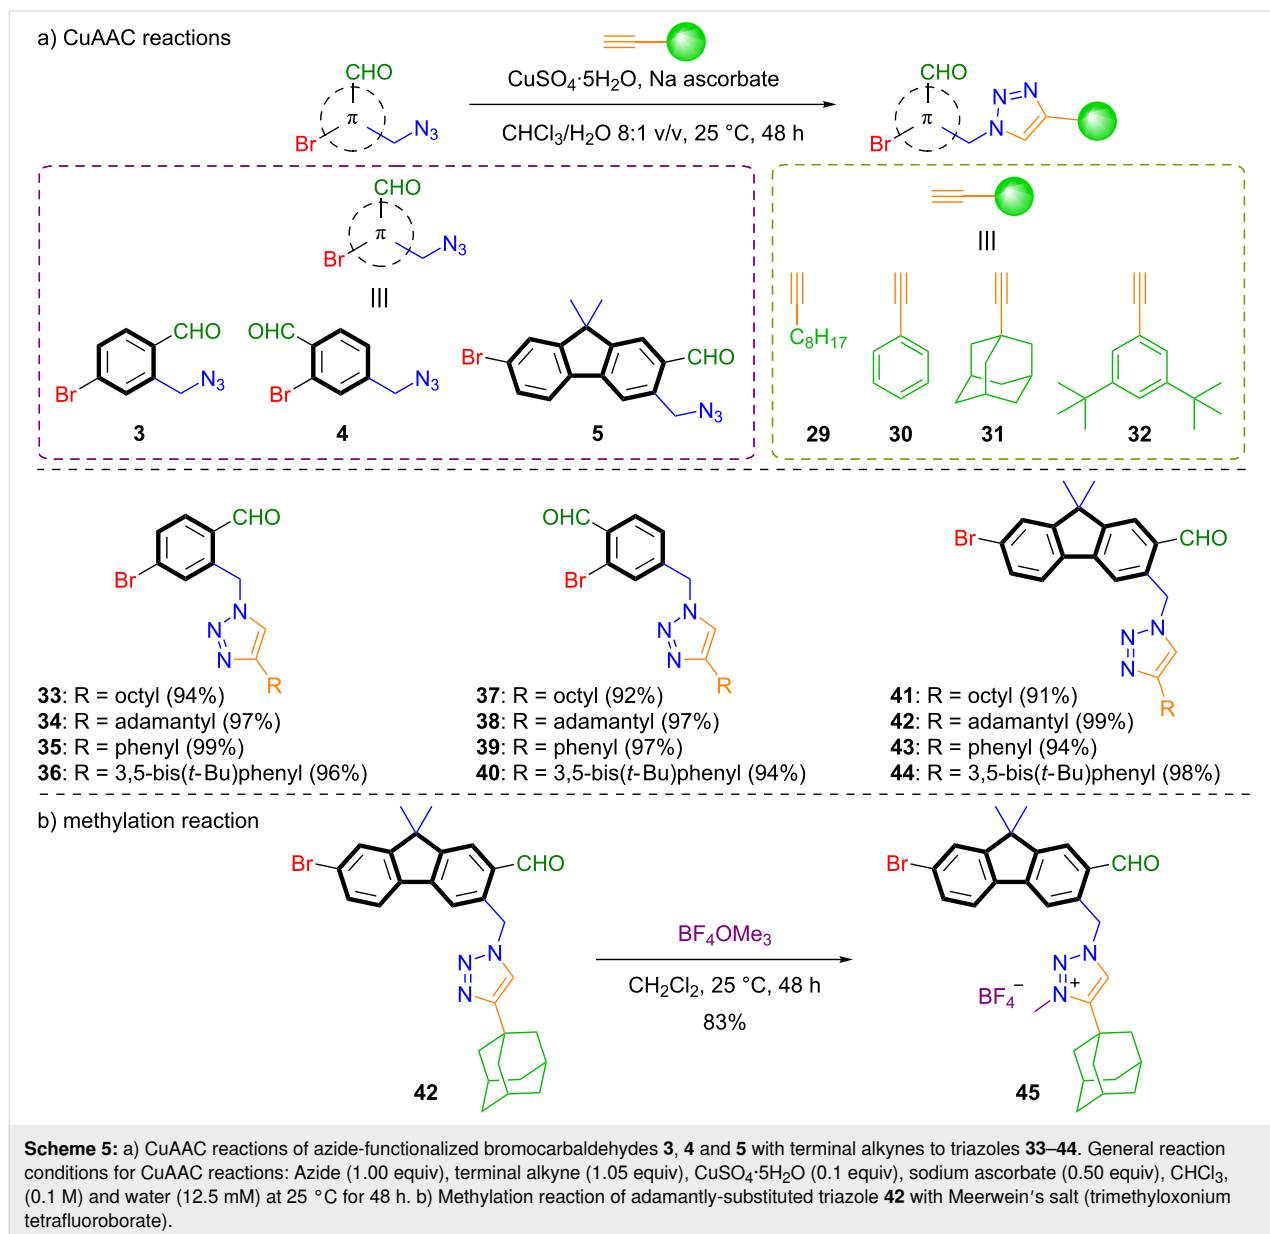 a) CuAAC reactions
CHO
π
Br
N3
CuSO4·5H2O, Na ascorbate
CHCl3/H2O 8:1 v/v, 25 °C, 48 h
CHO
π
Br
N
N
N
CHO
π
Br
N3
CHO
Br
N3
3
OHC
Br
N3
4
Br
CHO
N3
5
C8H17
29
30
31
32
CHO
Br
N
N
N
R
33: R = octyl (94%)
34: R = adamantyl (97%)
35: R = phenyl (99%)
36: R = 3,5-bis(t-Bu)phenyl (96%)
OHC
Br
N
N
N
R
37: R = octyl (92%)
38: R = adamantyl (97%)
39: R = phenyl (97%)
40: R = 3,5-bis(t-Bu)phenyl (94%)
Br
CHO
N
N
N
R
41: R = octyl (91%)
42: R = adamantyl (99%)
43: R = phenyl (94%)
44: R = 3,5-bis(t-Bu)phenyl (98%)
b) methylation reaction
Br
CHO
N
N
N
42
BF4OMe3
CH2Cl2, 25 °C, 48 h
83%
Br
CHO
N
N
N
+
BF4−
45
Scheme 5: a) CuAAC reactions of azide-functionalized bromocarbaldehydes 3, 4 and 5 with terminal alkynes to triazoles 33–44. General reaction
conditions for CuAAC reactions: Azide (1.00 equiv), terminal alkyne (1.05 equiv), CuSO4·5H2O (0.1 equiv), sodium ascorbate (0.50 equiv), CHCl3,
(0.1 M) and water (12.5 mM) at 25 °C for 48 h. b) Methylation reaction of adamantly-substituted triazole 42 with Meerwein′s salt (trimethyloxonium
tetrafluoroborate).